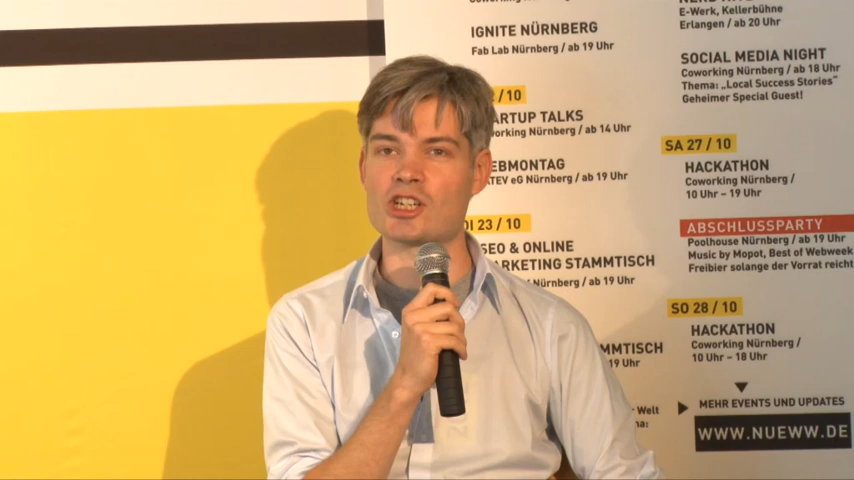 IGNITE NÜRNBERG
Fab Lab Nürnberg / ab 19 Uhr
/ 10
ARTUP TALKS
working Nürnberg / ab 14 Uhr
EBMONTAG
ATEV eG Nürnberg / ab 19 Uhr
DI 23 / 10
SEO & ONLINE
ARKETING STAMMTISCH
Nürnberg / ab 19 Uhr
MMTISCH
19 Uhr
er Welt
ma:
E-Werk, Kellerbühne
Erlangen / ab 20 Uhr
SOCIAL MEDIA NIGHT
Coworking Nürnberg / ab 18 Uhr
Thema: „Local Success Stories“
Geheimer Special Guest!
SA 27 / 10
HACKATHON
Coworking Nürnberg /
10 Uhr – 19 Uhr
ABSCHLUSSPARTY
Poolhouse Nürnberg / ab 19 Uhr
Music by Mopot, Best of Webweek
Freibier solange der Vorrat reicht
SO 28 / 10
HACKATHON
Coworking Nürnberg /
10 Uhr – 18 Uhr
MEHR EVENTS UND UPDATES
WWW.NUEWW.DE